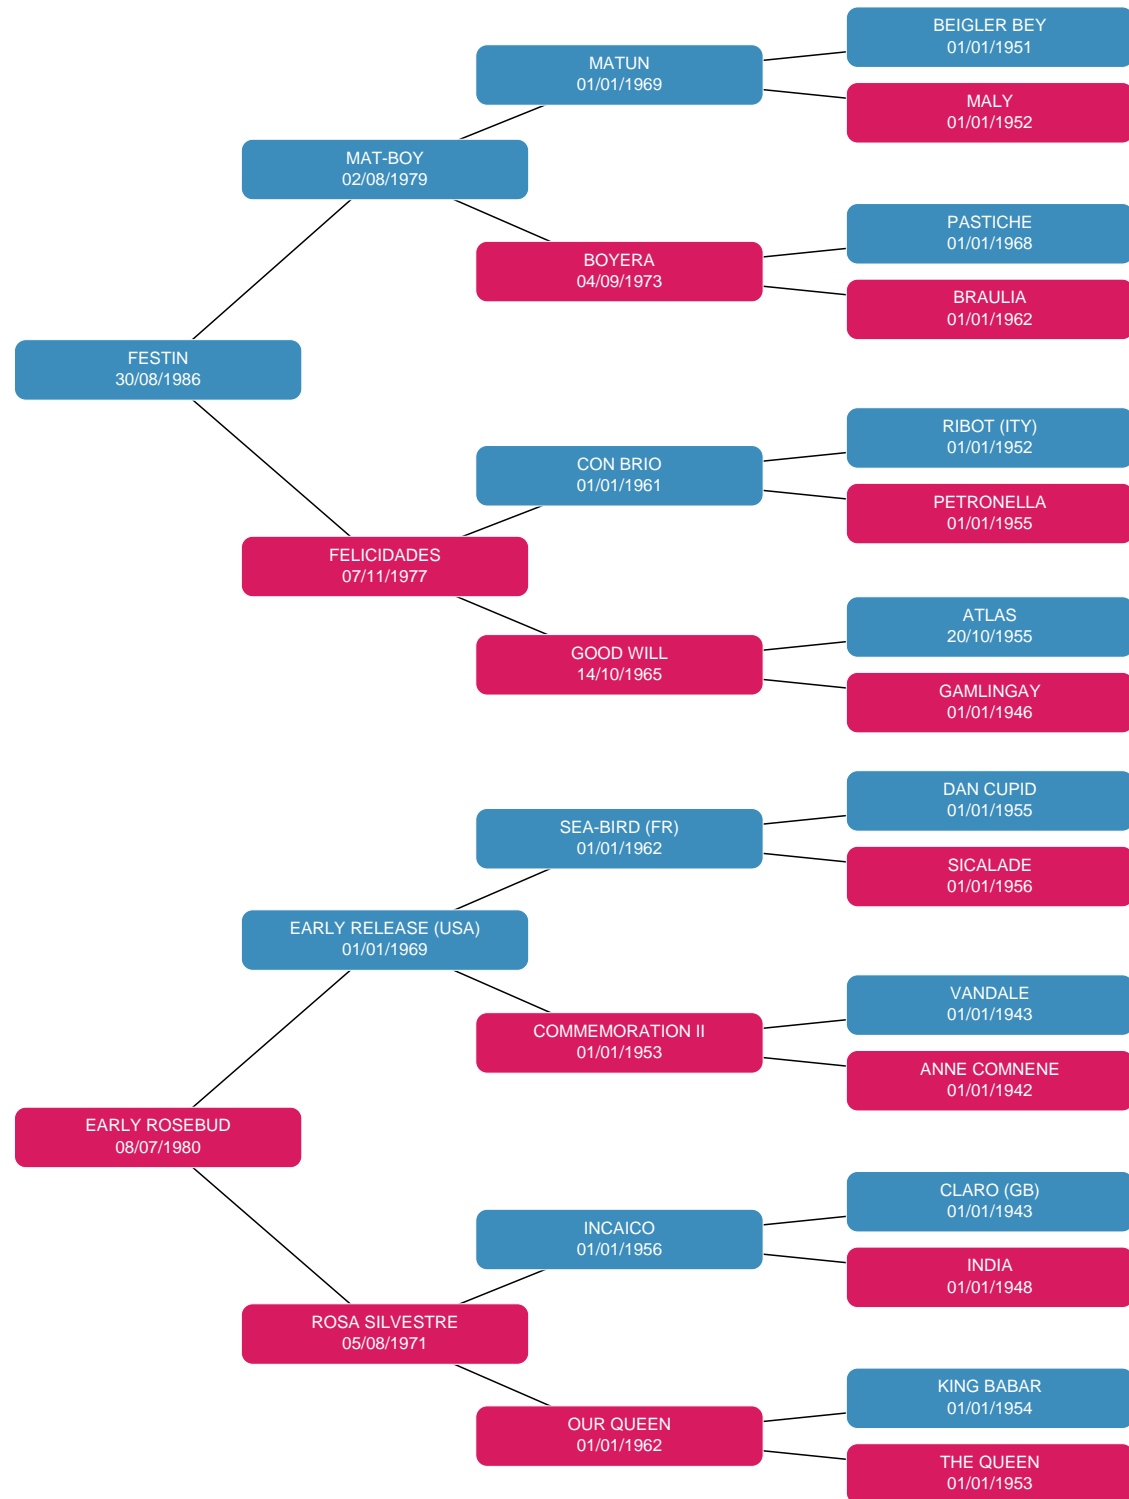 BEIGLER BEY
01/01/1951
MATUN
01/01/1969
MALY
01/01/1952
MAT-BOY
02/08/1979
PASTICHE
01/01/1968
BOYERA
04/09/1973
BRAULIA
01/01/1962
FESTIN
30/08/1986
RIBOT (ITY)
01/01/1952
CON BRIO
01/01/1961
PETRONELLA
01/01/1955
FELICIDADES
07/11/1977
ATLAS
20/10/1955
GOOD WILL
14/10/1965
GAMLINGAY
01/01/1946
DAN CUPID
01/01/1955
SEA-BIRD (FR)
01/01/1962
SICALADE
01/01/1956
EARLY RELEASE (USA)
01/01/1969
VANDALE
01/01/1943
COMMEMORATION II
01/01/1953
ANNE COMNENE
01/01/1942
EARLY ROSEBUD
08/07/1980
CLARO (GB)
01/01/1943
INCAICO
01/01/1956
INDIA
01/01/1948
ROSA SILVESTRE
05/08/1971
KING BABAR
01/01/1954
OUR QUEEN
01/01/1962
THE QUEEN
01/01/1953